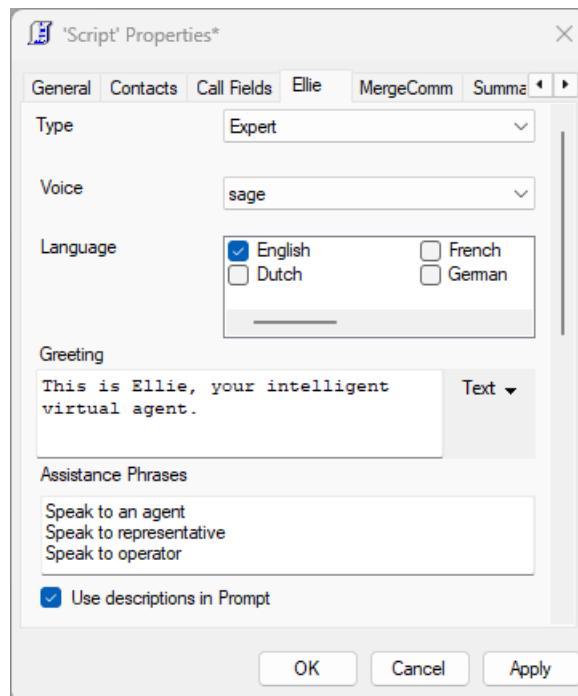 'Script' Properties*
General Contacts Call Fields Ellie MergeComm Summa
Type Expert
Voice sage
Language English French
Dutch German
Greeting
This is Ellie, your intelligent Text
virtual agent.
Assistance Phrases
Speak to an agent
Speak to representative
Speak to operator
Use descriptions in Prompt
OK Cancel Apply